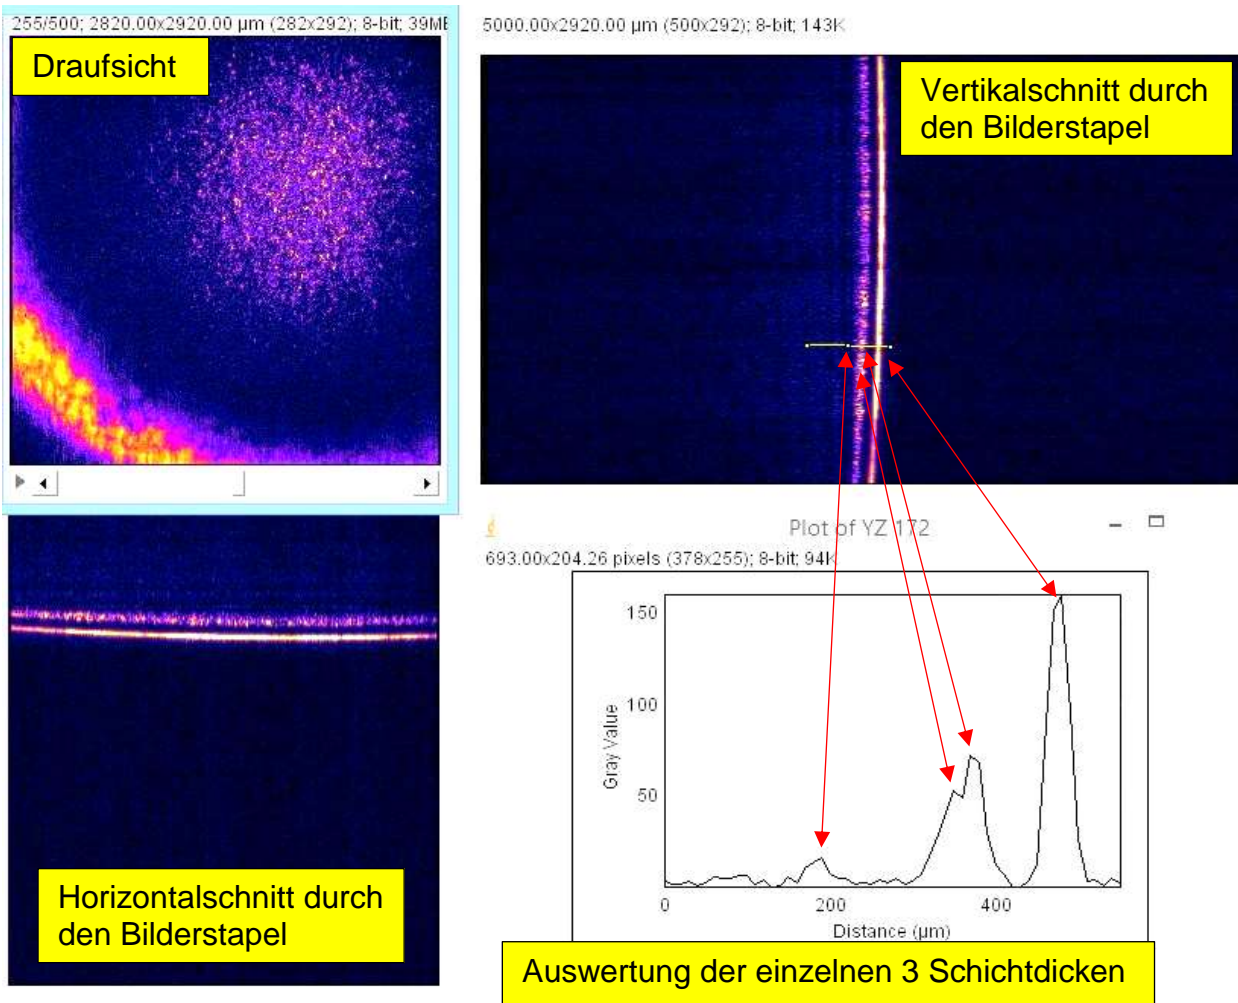 255/500; 2820.00x2920.00 µm (282x292); 8-bit; 39ME
Draufsicht
5000.00x2920.00 µm (500x292); 8-bit; 143K
Vertikalschnitt durch
den Bilderstapel
Horizontalschnitt durch
den Bilderstapel
Plot of YZ 172
693.00x204.26 pixels (378x255); 8-bit; 94K
150
100
50
Gray Value
0
200
400
Distance (µm)
Auswertung der einzelnen 3 Schichtdicken